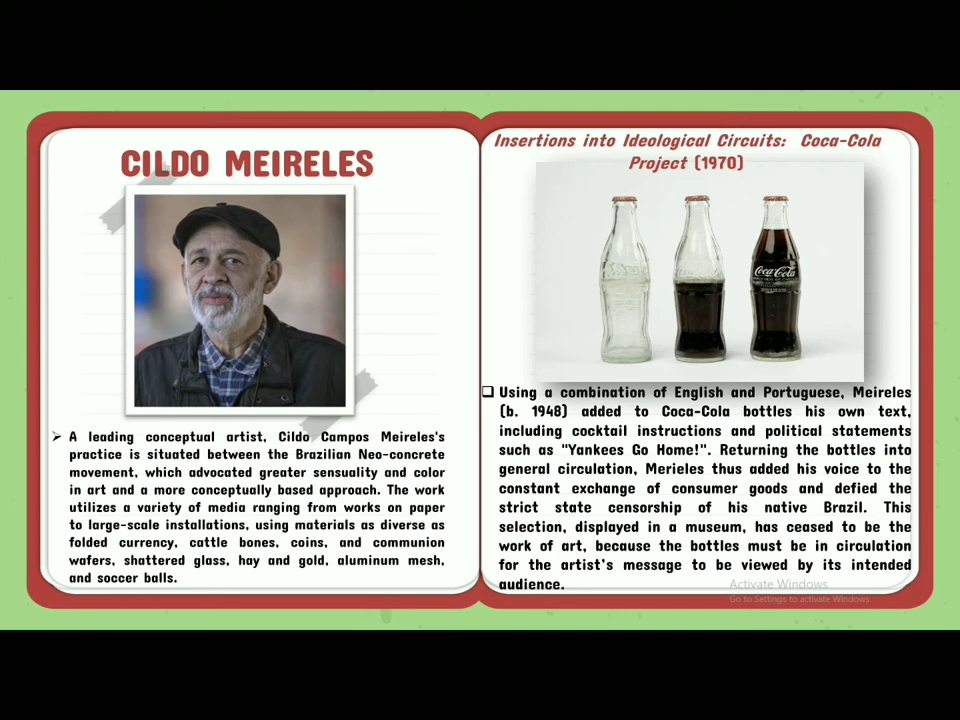 CILDO MEIRELES
➢ A leading conceptual artist, Cildo Campos Meireles's
practice is situated between the Brazilian Neo-concrete
movement, which advocated greater sensuality and color
in art and a more conceptually based approach. The work
utilizes a variety of media ranging from works on paper
to large-scale installations, using materials as diverse as
folded currency, cattle bones, coins, and communion
wafers, shattered glass, hay and gold, aluminum mesh,
and soccer balls.
Insertions into Ideological Circuits: Coca-Cola
Project (1970)
Coca-Cola
❑ Using a combination of English and Portuguese, Meireles
(b. 1948) added to Coca-Cola bottles his own text,
including cocktail instructions and political statements
such as "Yankees Go Home!". Returning the bottles into
general circulation, Merieles thus added his voice to the
constant exchange of consumer goods and defied the
strict state censorship of his native Brazil. This
selection, displayed in a museum, has ceased to be the
work of art, because the bottles must be in circulation
for the artist's message to be viewed by its intended
audience.
Activate Windows
Go to Settings to activate Windows.